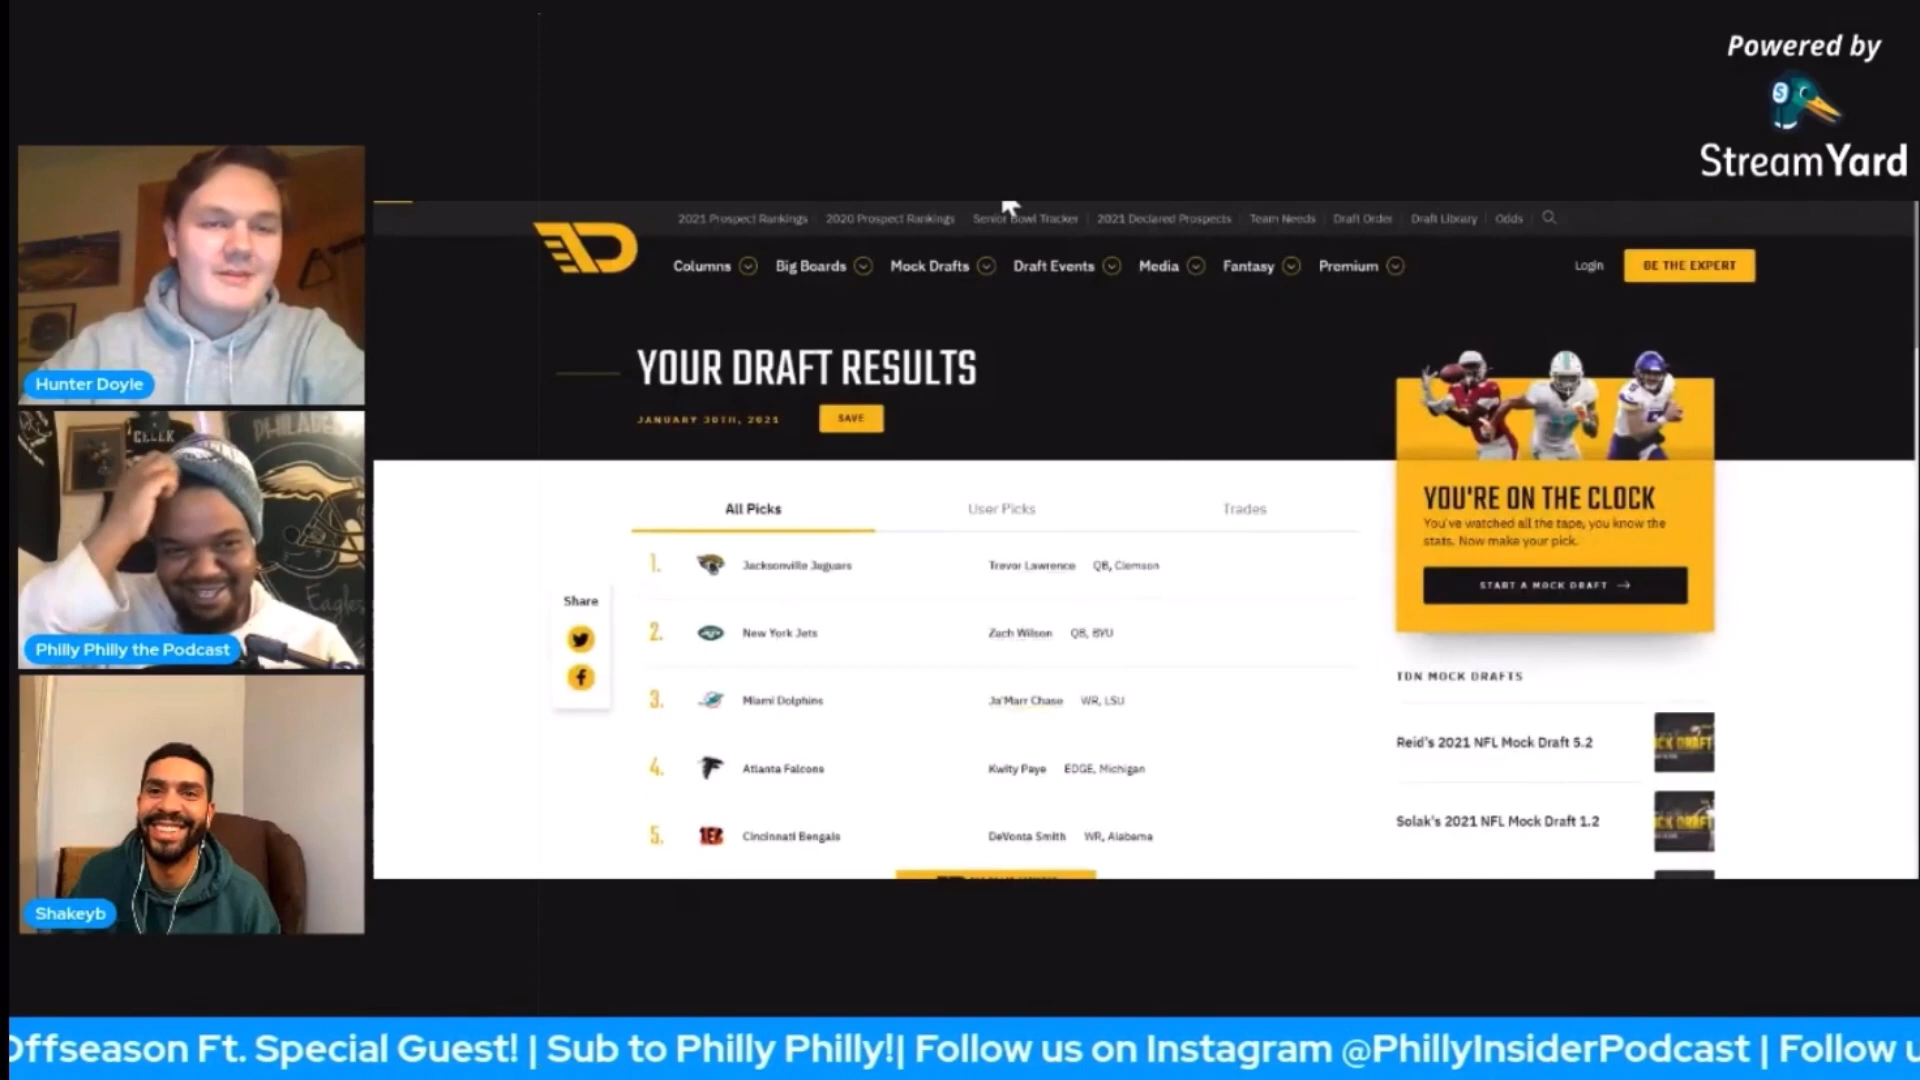 Powered by
StreamYard
Hunter Doyle
CELEK
Eagles
Philly Philly the Podcast
Shakeyb
2021 Prospect Rankings
2020 Prospect Rankings
Senior Bowl Tracker
2021 Declared Prospects
Team Needs
Draft Order
Draft Library
Odds
Columns
Big Boards
Mock Drafts
Draft Events
Media
Fantasy
Premium
Login
BE THE EXPERT
YOUR DRAFT RESULTS
JANUARY 30TH, 2021
SAVE
All Picks
User Picks
Trades
1. Jacksonville Jaguars Trevor Lawrence QB, Clemson
2. New York Jets Zach Wilson QB, BYU
3. Miami Dolphins Ja'Marr Chase WR, LSU
4. Atlanta Falcons Kwity Paye EDGE, Michigan
5. Cincinnati Bengals DeVonta Smith WR, Alabama
Share
YOU'RE ON THE CLOCK
You've watched all the tape, you know the
stats. Now make your pick.
START A MOCK DRAFT
TDN MOCK DRAFTS
Reid's 2021 NFL Mock Draft 5.2
Solak's 2021 NFL Mock Draft 1.2
Offseason Ft. Special Guest! | Sub to Philly Philly!| Follow us on Instagram @PhillyInsiderPodcast | Follow u